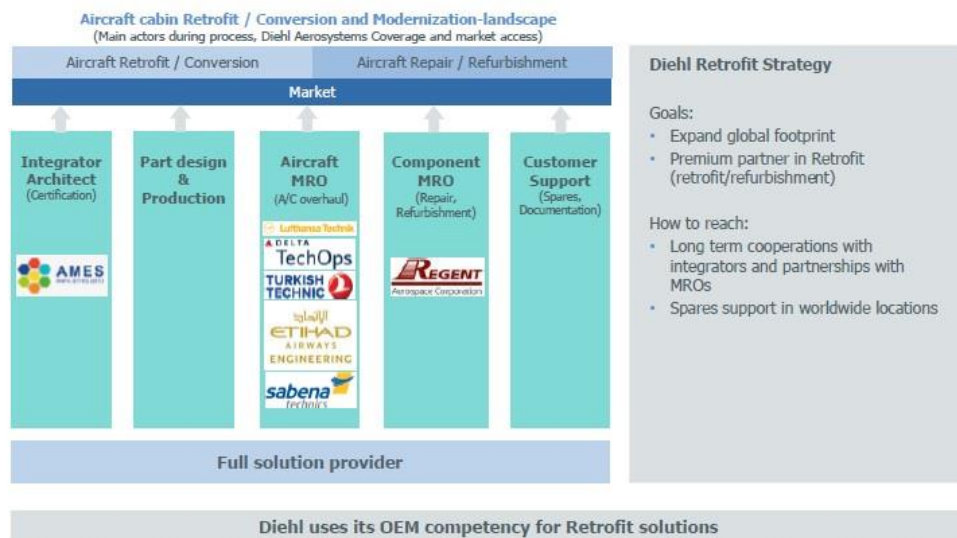 Aircraft cabin Retrofit / Conversion and Modernization-landscape
(Main actors during process, Diehl Aerosystems Coverage and market access)
Aircraft Retrofit / Conversion
Aircraft Repair / Refurbishment
Market
Integrator
Architect
(Certification)
AMES
Part design
&
Production
Aircraft
MRO
(A/C overhaul)
Lufthansa Technik
DELTA
TechOps
TURKISH
TECHNIC
الإتحاد
ETIHAD
AIRWAYS
ENGINEERING
sabena
technics
Component
MRO
(Repair,
Refurbishment)
REGENT
Aerospace Corporation
Customer
Support
(Spares,
Documentation)
Full solution provider
Diehl Retrofit Strategy
Goals:
• Expand global footprint
• Premium partner in Retrofit
(retrofit/refurbishment)
How to reach:
• Long term cooperations with
integrators and partnerships with
MROs
• Spares support in worldwide locations
Diehl uses its OEM competency for Retrofit solutions